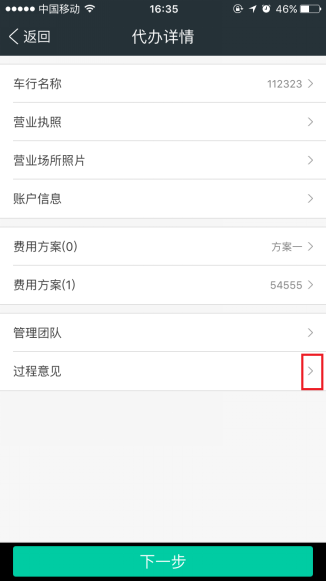 中国移动 16:35 46%
返回 代办详情
车行名称 112323
营业执照
营业场所照片
账户信息
费用方案(0) 方案一
费用方案(1) 54555
管理团队
过程意见
下一步